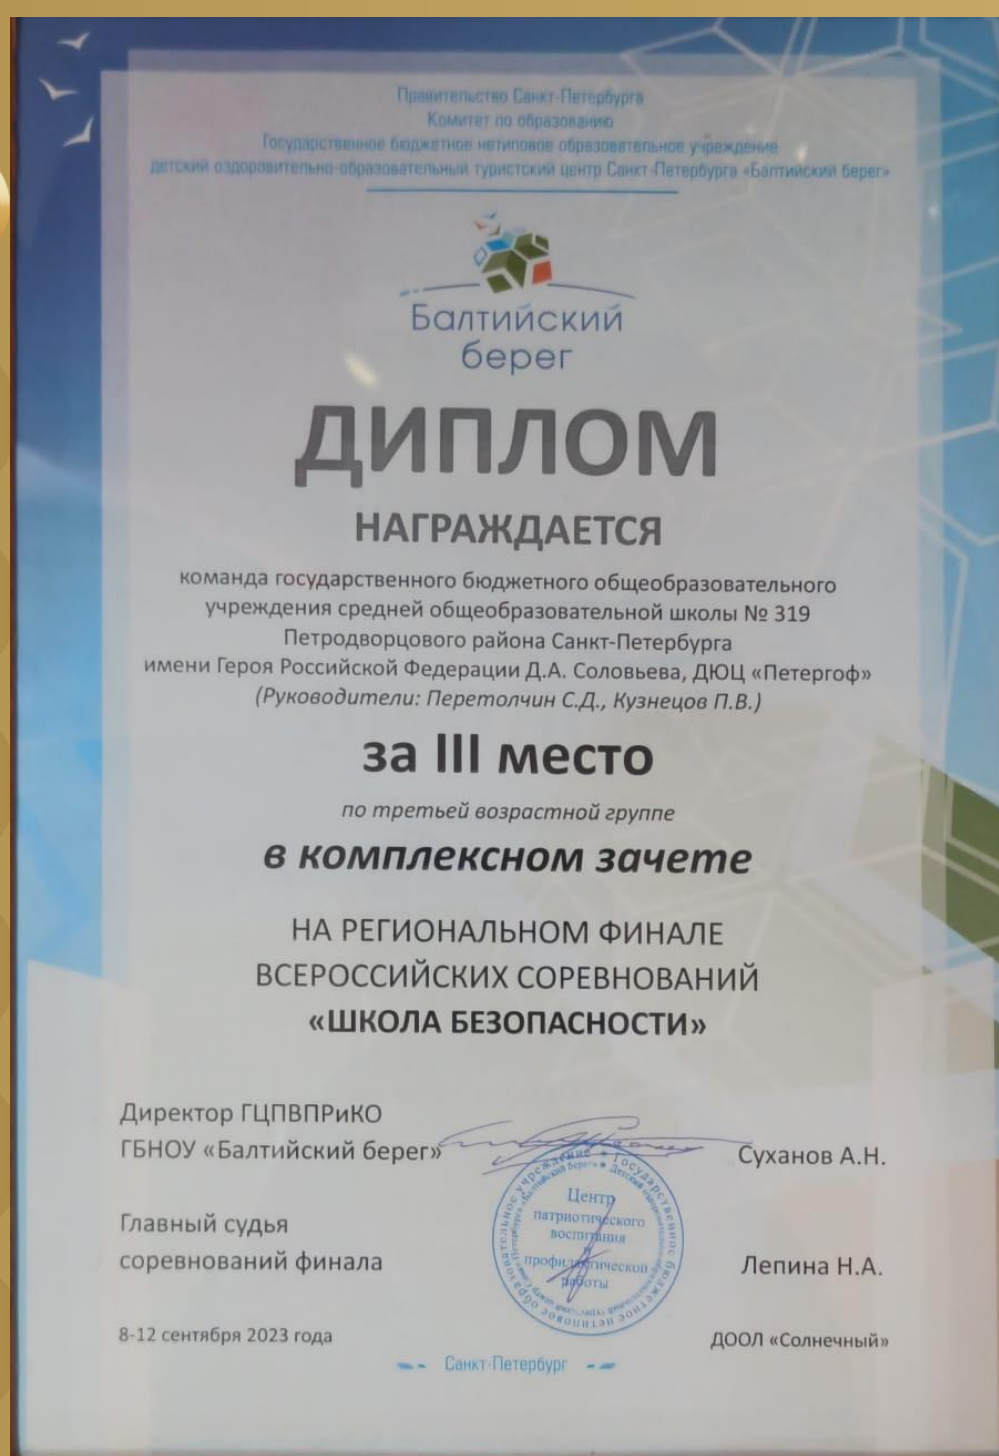 Правительство Санкт-Петербурга
Комитет по образованию
Государственное бюджетное нетиповое образовательное учреждение
детский оздоровительно-образовательный туристский центр Санкт-Петербурга «Балтийский берег»
Балтийский
берег
ДИПЛОМ
НАГРАЖДАЕТСЯ
команда государственного бюджетного общеобразовательного
учреждения средней общеобразовательной школы № 319
Петродворцового района Санкт-Петербурга
имени Героя Российской Федерации Д.А. Соловьева, ДЮЦ «Петергоф»
(Руководители: Перетолчин С.Д., Кузнецов П.В.)
за III место
по третьей возрастной группе
в комплексном зачете
НА РЕГИОНАЛЬНОМ ФИНАЛЕ
ВСЕРОССИЙСКИХ СОРЕВНОВАНИЙ
«ШКОЛА БЕЗОПАСНОСТИ»
Директор ГЦПВПРиКО
ГБНОУ «Балтийский берег»
Суханов А.Н.
Центр
патриотического
воспитания
и
профилактической
работы
Главный судья
соревнований финала
Лепина Н.А.
8-12 сентября 2023 года
ДООЛ «Солнечный»
Санкт-Петербург